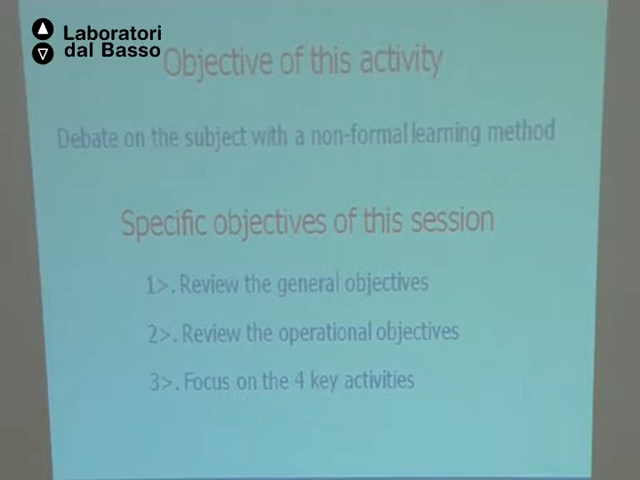 Laboratori
dal Basso
Objective of this activity
Debate on the subject with a non-formal learning method
Specific objectives of this session
1>. Review the general objectives
2>. Review the operational objectives
3>. Focus on the 4 key activities